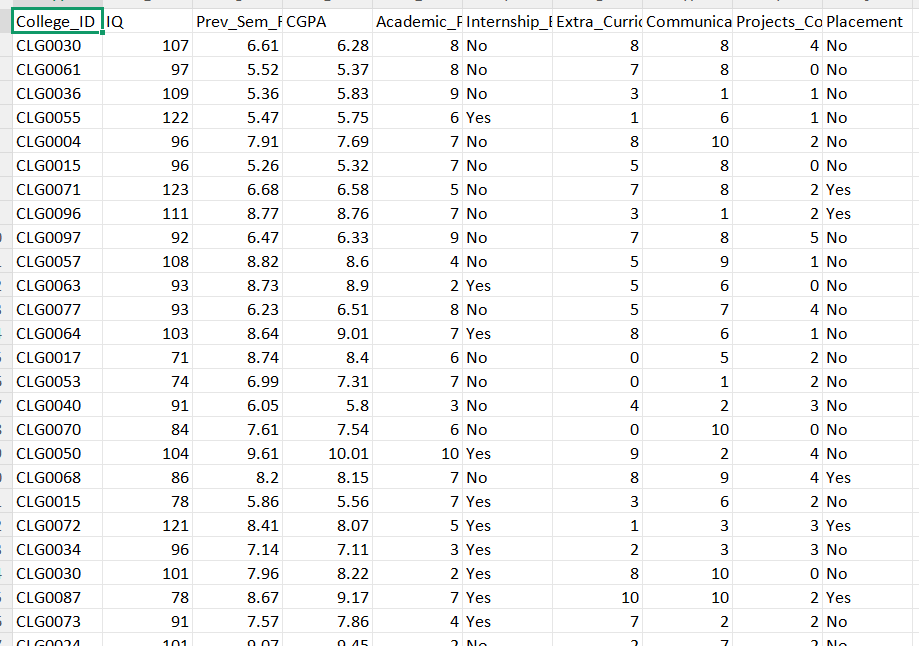 College_ID IQ Prev_Sem_ CGPA Academic_ Internship_ Extra_Curric Communica Projects_Co Placement
CLG0030 107 6.61 6.28 8 No 8 8 4 No
CLG0061 97 5.52 5.37 8 No 7 8 0 No
CLG0036 109 5.36 5.83 9 No 3 1 1 No
CLG0055 122 5.47 5.75 6 Yes 1 6 1 No
CLG0004 96 7.91 7.69 7 No 8 10 2 No
CLG0015 96 5.26 5.32 7 No 5 8 0 No
CLG0071 123 6.68 6.58 5 No 7 8 2 Yes
CLG0096 111 8.77 8.76 7 No 3 1 2 Yes
CLG0097 92 6.47 6.33 9 No 7 8 5 No
CLG0057 108 8.82 8.6 4 No 5 9 1 No
CLG0063 93 8.73 8.9 2 Yes 5 6 0 No
CLG0077 93 6.23 6.51 8 No 5 7 4 No
CLG0064 103 8.64 9.01 7 Yes 8 6 1 No
CLG0017 71 8.74 8.4 6 No 0 5 2 No
CLG0053 74 6.99 7.31 7 No 0 1 2 No
CLG0040 91 6.05 5.8 3 No 4 2 3 No
CLG0070 84 7.61 7.54 6 No 0 10 0 No
CLG0050 104 9.61 10.01 10 Yes 9 2 4 No
CLG0068 86 8.2 8.15 7 No 8 9 4 Yes
CLG0015 78 5.86 5.56 7 Yes 3 6 2 No
CLG0072 121 8.41 8.07 5 Yes 1 3 3 Yes
CLG0034 96 7.14 7.11 3 Yes 2 3 3 No
CLG0030 101 7.96 8.22 2 Yes 8 10 0 No
CLG0087 78 8.67 9.17 7 Yes 10 10 2 Yes
CLG0073 91 7.57 7.86 4 Yes 7 2 2 No
CLG0024 101 9.07 9.45 2 No 2 7 2 No